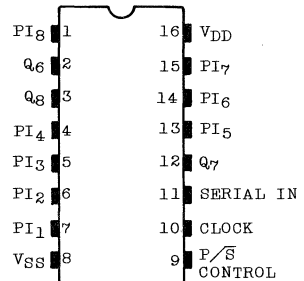 PI8 1 16 VDD
Q6 2 15 PI7
Q8 3 14 PI6
PI4 4 13 PI5
PI3 5 12 Q7
PI2 6 11 SERIAL IN
PI1 7 10 CLOCK
VSS 8 9 P/S̅ CONTROL